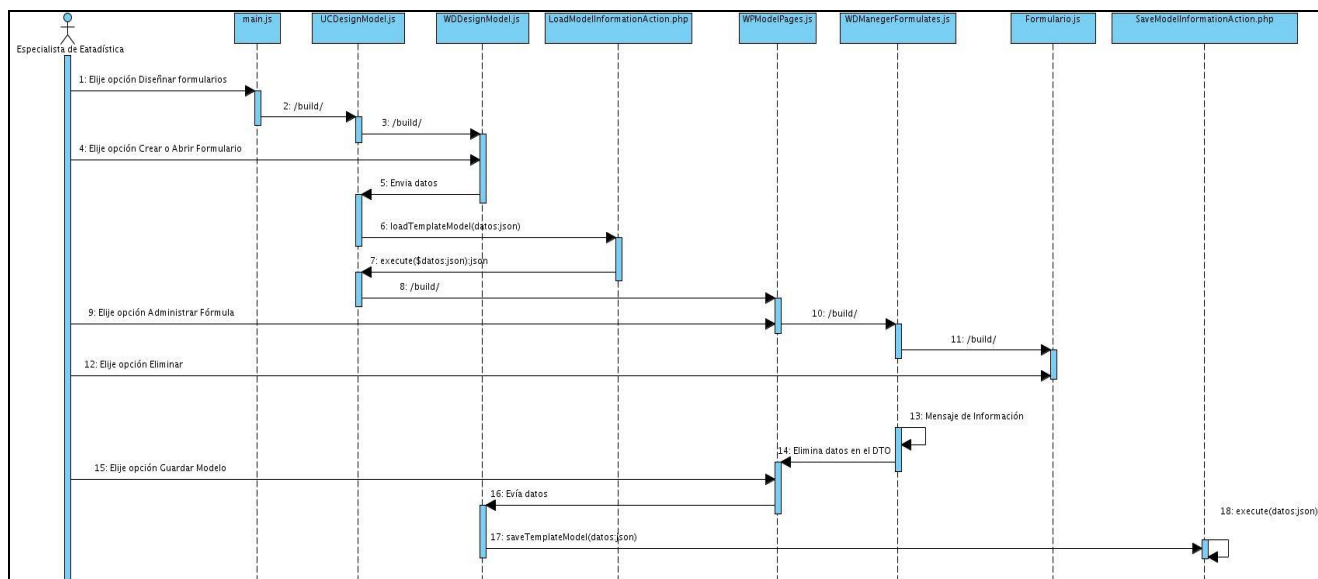 main.js
UCDesignModel.js
WDDesignModel.js
LoadModelInformationAction.php
WPModelPages.js
WDManegerFormulates.js
Formulario.js
SaveModelInformationAction.php
Especialista de Eatadística
1: Elije opción Diseñnar formularios
2: /build/
3: /build/
4: Elije opción Crear o Abrir Formulario
5: Envia datos
6: loadTemplateModel(datos:json)
7: execute($datos:json):json
8: /build/
9: Elije opción Administrar Fórmula
10: /build/
11: /build/
12: Elije opción Eliminar
13: Mensaje de Información
14: Elimina datos en el DTO
15: Elije opción Guardar Modelo
16: Evía datos
18: execute(datos:json)
17: saveTemplateModel(datos:json)